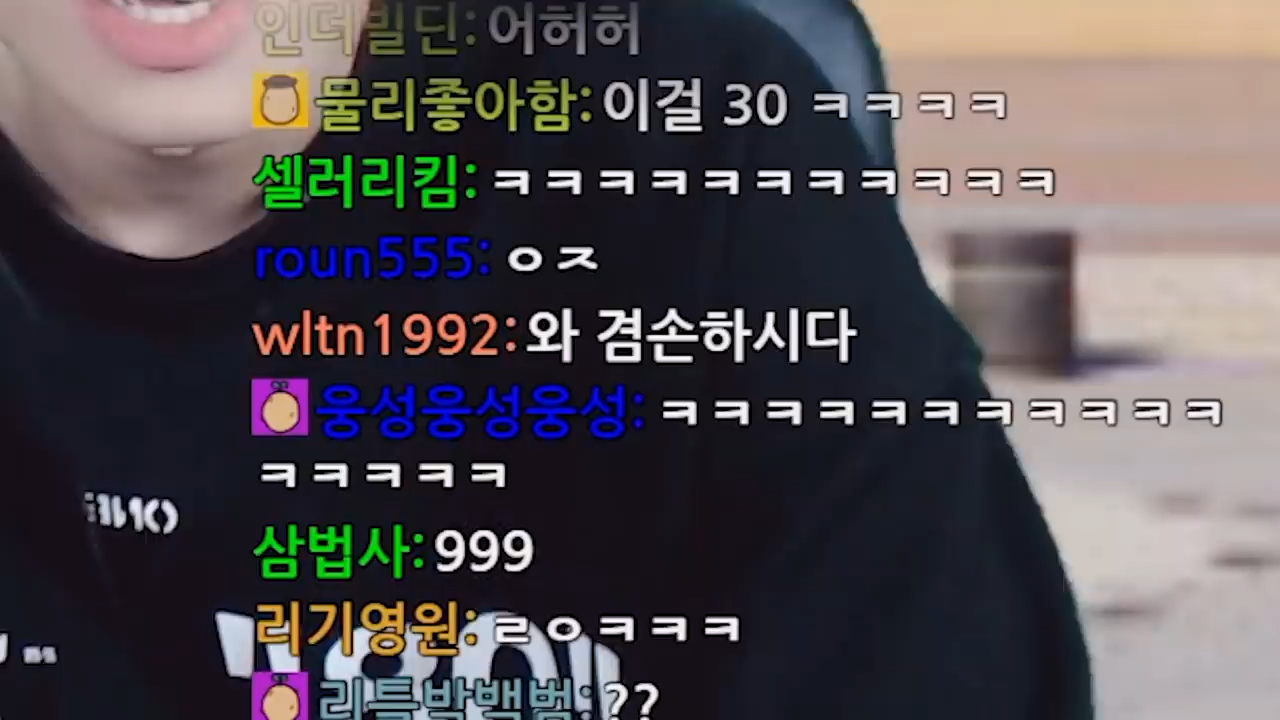 인더빌딘: 어허허
물리좋아함: 이걸 30 ㅋㅋㅋㅋ
셀러리킴: ㅋㅋㅋㅋㅋㅋㅋㅋㅋㅋㅋ
roun555: ㅇㅈ
wltn1992: 와 겸손하시다
웅성웅성웅성: ㅋㅋㅋㅋㅋㅋㅋㅋㅋㅋㅋ
ㅋㅋㅋㅋㅋ
삼법사: 999
리기영원: ㄹㅇㅋㅋㅋ
리틀박백범: ??